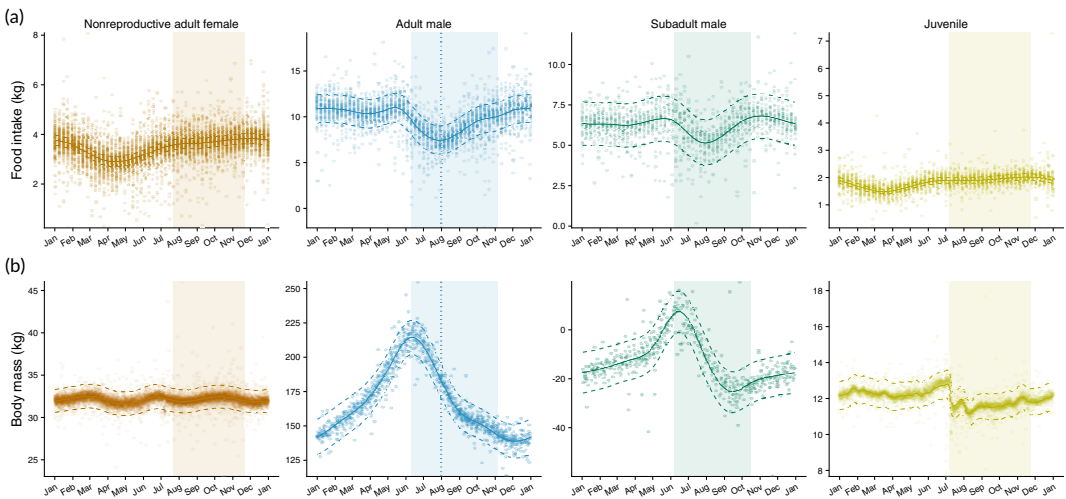 (a)
Nonreproductive adult female
Adult male
Subadult male
Juvenile
Food intake (kg)
8
6
4
2
Jan Feb Mar Apr May Jun Jul Aug Sep Oct Nov Dec Jan
15
10
5
0
Jan Feb Mar Apr May Jun Jul Aug Sep Oct Nov Dec Jan
12.0
10.0
7.5
5.0
2.5
0.0
Jan Feb Mar Apr May Jun Jul Aug Sep Oct Nov Dec Jan
7
6
5
4
3
2
1
Jan Feb Mar Apr May Jun Jul Aug Sep Oct Nov Dec Jan
(b)
Body mass (kg)
45
40
35
30
25
Jan Feb Mar Apr May Jun Jul Aug Sep Oct Nov Dec Jan
250
225
200
175
150
125
Jan Feb Mar Apr May Jun Jul Aug Sep Oct Nov Dec Jan
0
-20
-40
Jan Feb Mar Apr May Jun Jul Aug Sep Oct Nov Dec Jan
18
16
14
12
10
8
Jan Feb Mar Apr May Jun Jul Aug Sep Oct Nov Dec Jan